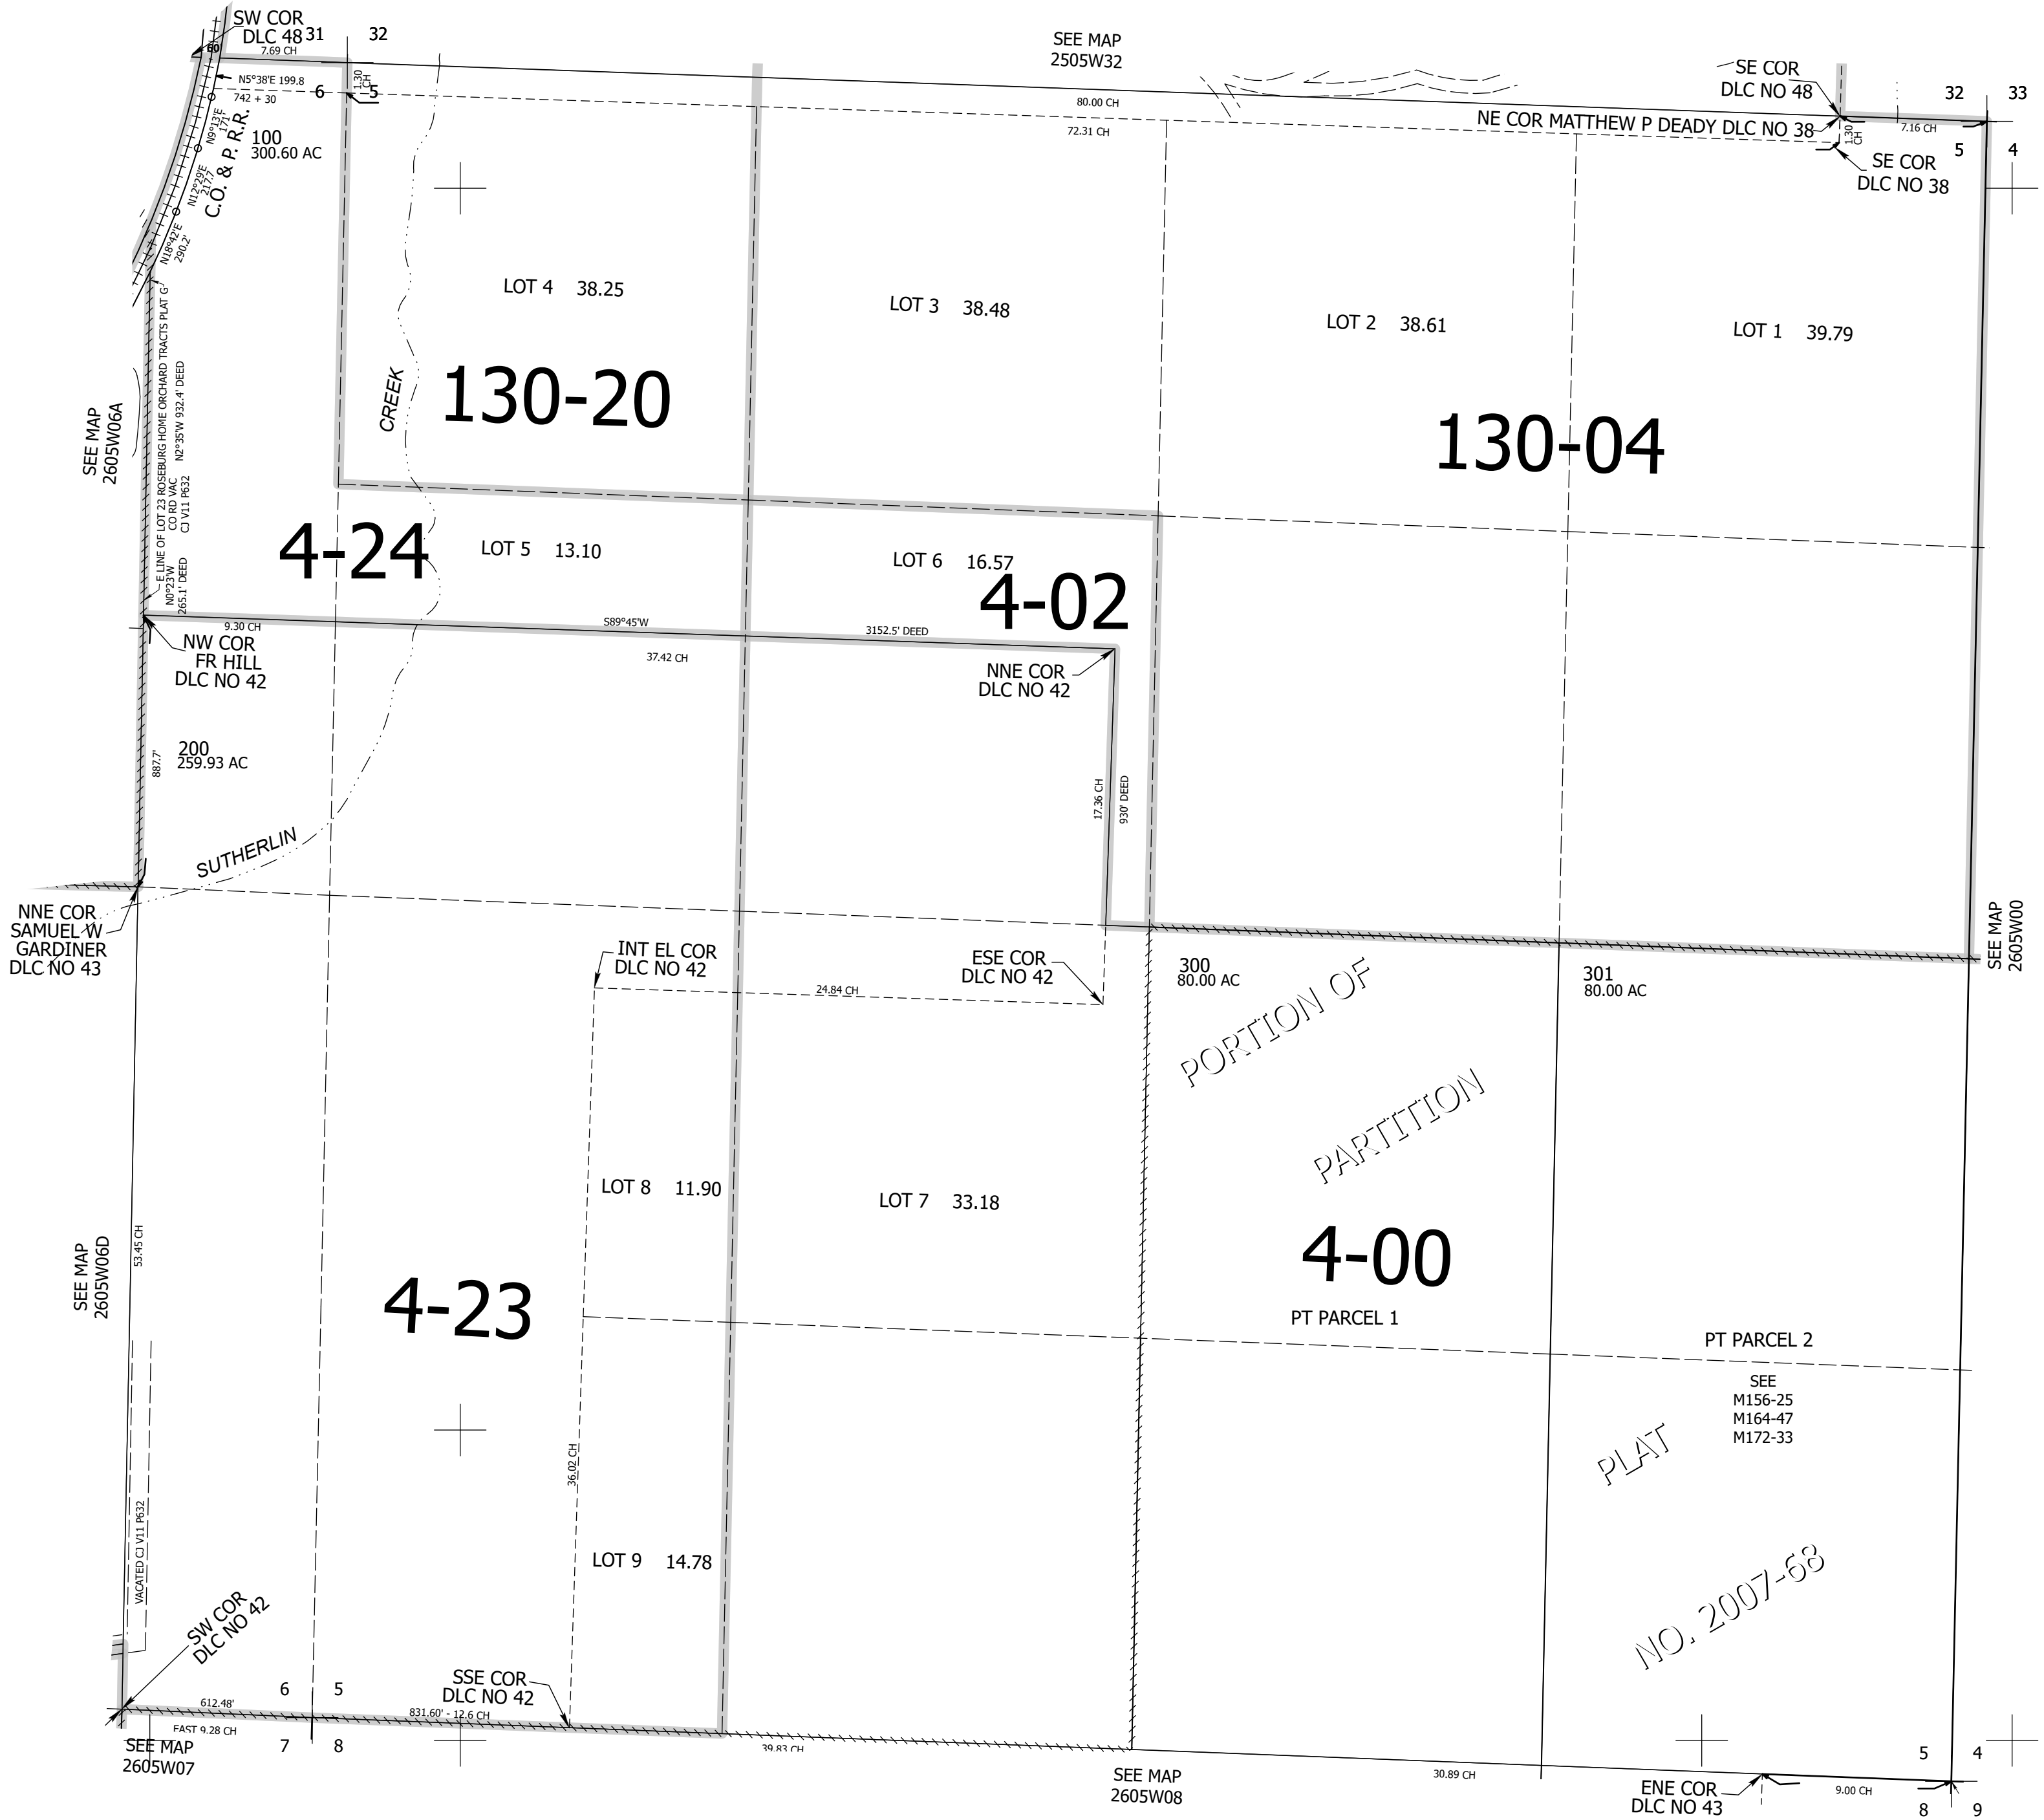 SW COR
DLC 48
31
32
7.69 CH
60
N5°38'E 199.8
742 + 30
6
5
1.30
CH
SEE MAP
2505W32
80.00 CH
72.31 CH
SE COR
DLC NO 48
32
33
NE COR MATTHEW P DEADY DLC NO 38
1.30
CH
7.16 CH
5
4
SE COR
DLC NO 38
N9°13'E
171'
N12°29'E
217.7
N18°42'E
290.2'
C.O. & P. R.R.
100
300.60 AC
LOT 4 38.25
LOT 3 38.48
LOT 2 38.61
LOT 1 39.79
130-20
130-04
CREEK
SEE MAP
2605W06A
E LINE OF LOT 23 ROSEBURG HOME ORCHARD TRACTS PLAT G
CO RD VAC
CJ V11 P632
N2°35'W 932.4' DEED
N0°23'W
265.1' DEED
4-24
LOT 5 13.10
LOT 6 16.57
4-02
9.30 CH
S89°45'W
3152.5' DEED
37.42 CH
NW COR
FR HILL
DLC NO 42
NNE COR
DLC NO 42
200
259.93 AC
887.7'
17.36 CH
930' DEED
SUTHERLIN
NNE COR
SAMUEL W
GARDINER
DLC NO 43
INT EL COR
DLC NO 42
24.84 CH
ESE COR
DLC NO 42
300
80.00 AC
301
80.00 AC
SEE MAP
2605W00
PORTION OF
PARTITION
LOT 8 11.90
LOT 7 33.18
4-00
53.45 CH
SEE MAP
2605W06D
4-23
PT PARCEL 1
PT PARCEL 2
SEE
M156-25
M164-47
M172-33
PLAT
36.02 CH
VACATED CJ V11 P632
LOT 9 14.78
NO. 2007-68
SW COR
DLC NO 42
SSE COR
DLC NO 42
6
5
612.48'
831.60' - 12.6 CH
EAST 9.28 CH
SEE MAP
2605W07
7
8
39.83 CH
SEE MAP
2605W08
30.89 CH
ENE COR
DLC NO 43
9.00 CH
5
4
8
9